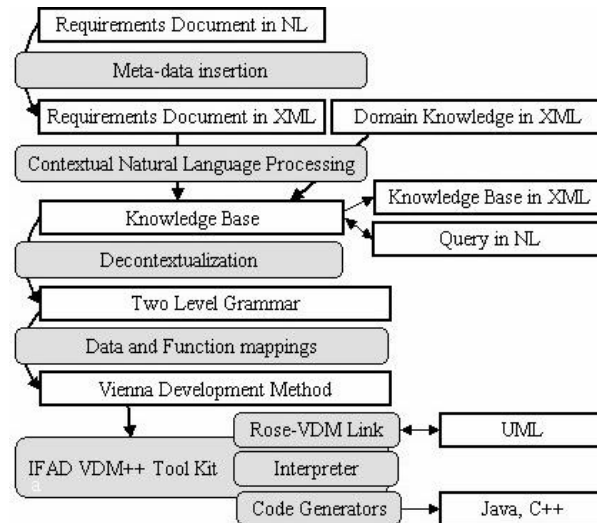 Requirements Document in NL
Meta-data insertion
Requirements Document in XML
Domain Knowledge in XML
Contextual Natural Language Processing
Knowledge Base
Knowledge Base in XML
Query in NL
Decontextualization
Two Level Grammar
Data and Function mappings
Vienna Development Method
Rose-VDM Link
UML
IFAD VDM++ Tool Kit
Interpreter
a
Code Generators
Java, C++